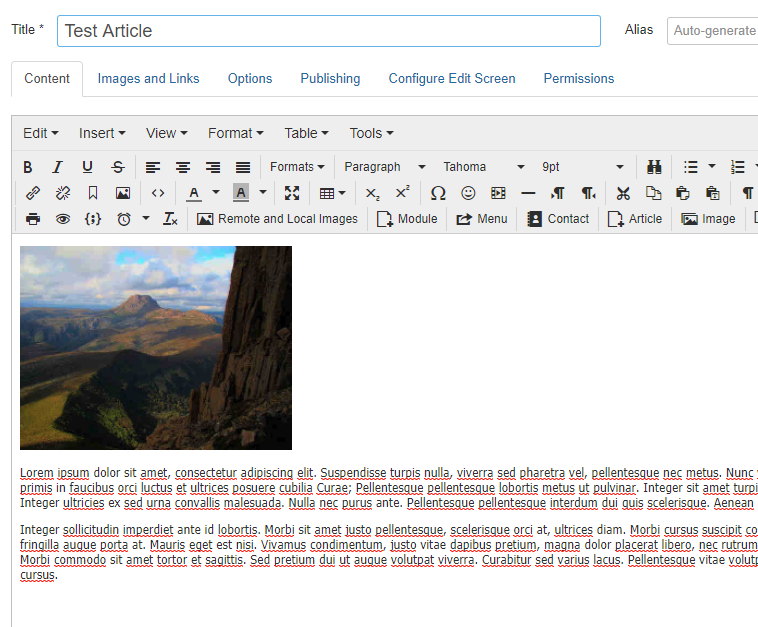 Title * Test Article Alias Auto-generate
Content Images and Links Options Publishing Configure Edit Screen Permissions
Edit Insert View Format Table Tools
B I U S Formats Paragraph Tahoma 9pt
<> A A X₂ X² Ω
{;} Ix Remote and Local Images Module Menu Contact Article Image
Lorem ipsum dolor sit amet, consectetur adipiscing elit. Suspendisse turpis nulla, viverra sed pharetra vel, pellentesque nec metus. Nunc
primis in faucibus orci luctus et ultrices posuere cubilia Curae; Pellentesque pellentesque lobortis metus ut pulvinar. Integer sit amet turpi
Integer ultricies ex sed urna convallis malesuada. Nulla nec purus ante. Pellentesque pellentesque interdum dui quis scelerisque. Aenean
Integer sollicitudin imperdiet ante id lobortis. Morbi sit amet justo pellentesque, scelerisque orci at, ultrices diam. Morbi cursus suscipit co
fringilla augue porta at. Mauris eget est nisi. Vivamus condimentum, justo vitae dapibus pretium, magna dolor placerat libero, nec rutrum
Morbi commodo sit amet tortor et sagittis. Sed pretium dui ut augue volutpat viverra. Curabitur sed varius lacus. Pellentesque vitae volutp
cursus.